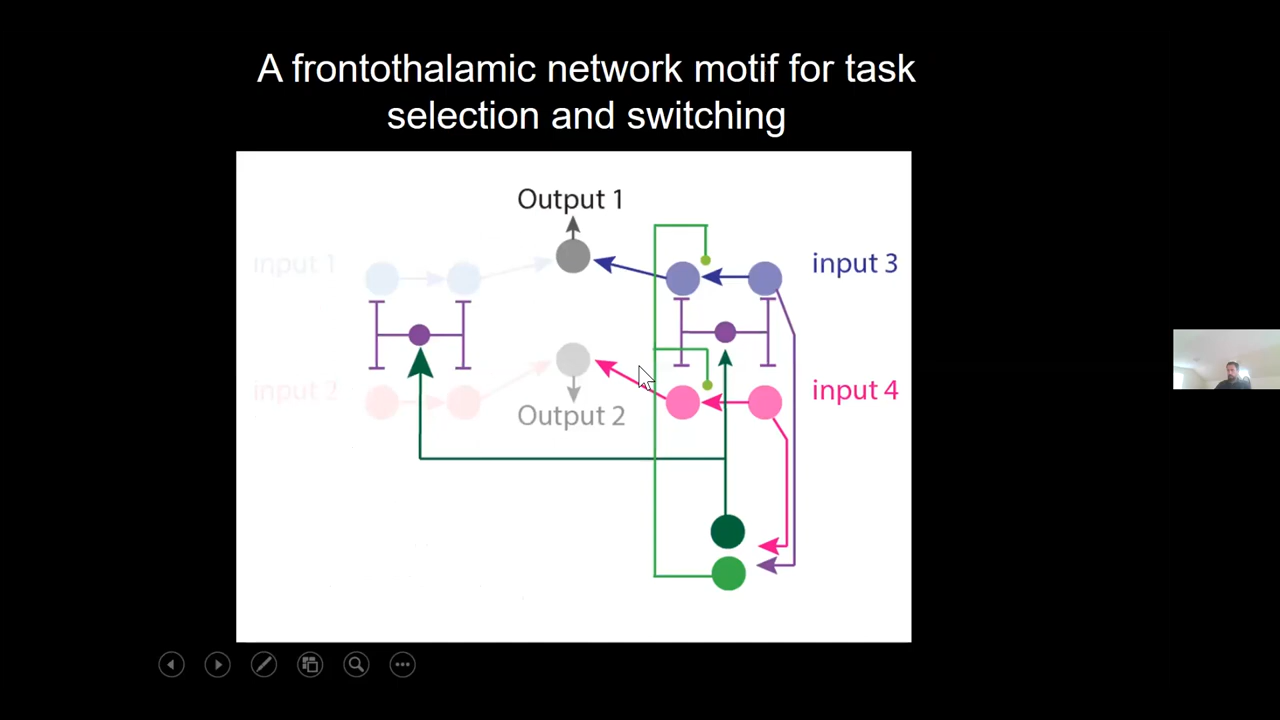 A frontothalamic network motif for task
selection and switching
Output 1
input 1
input 3
input 2
Output 2
input 4